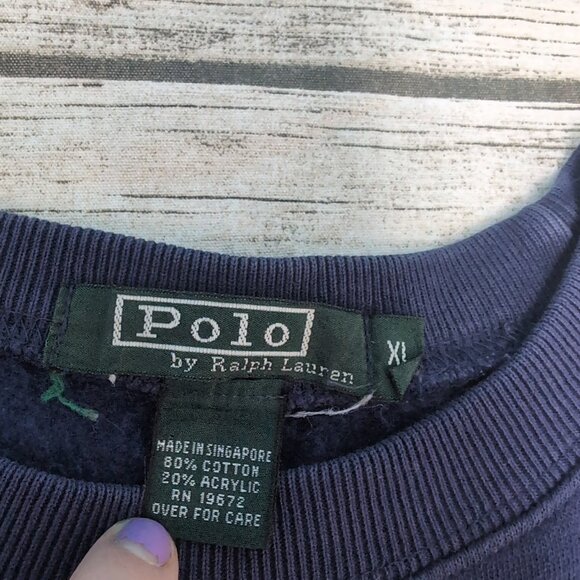 Polo
by Ralph Lauren
XL
MADE IN SINGAPORE
80% COTTON
20% ACRYLIC
RN 19672
OVER FOR CARE